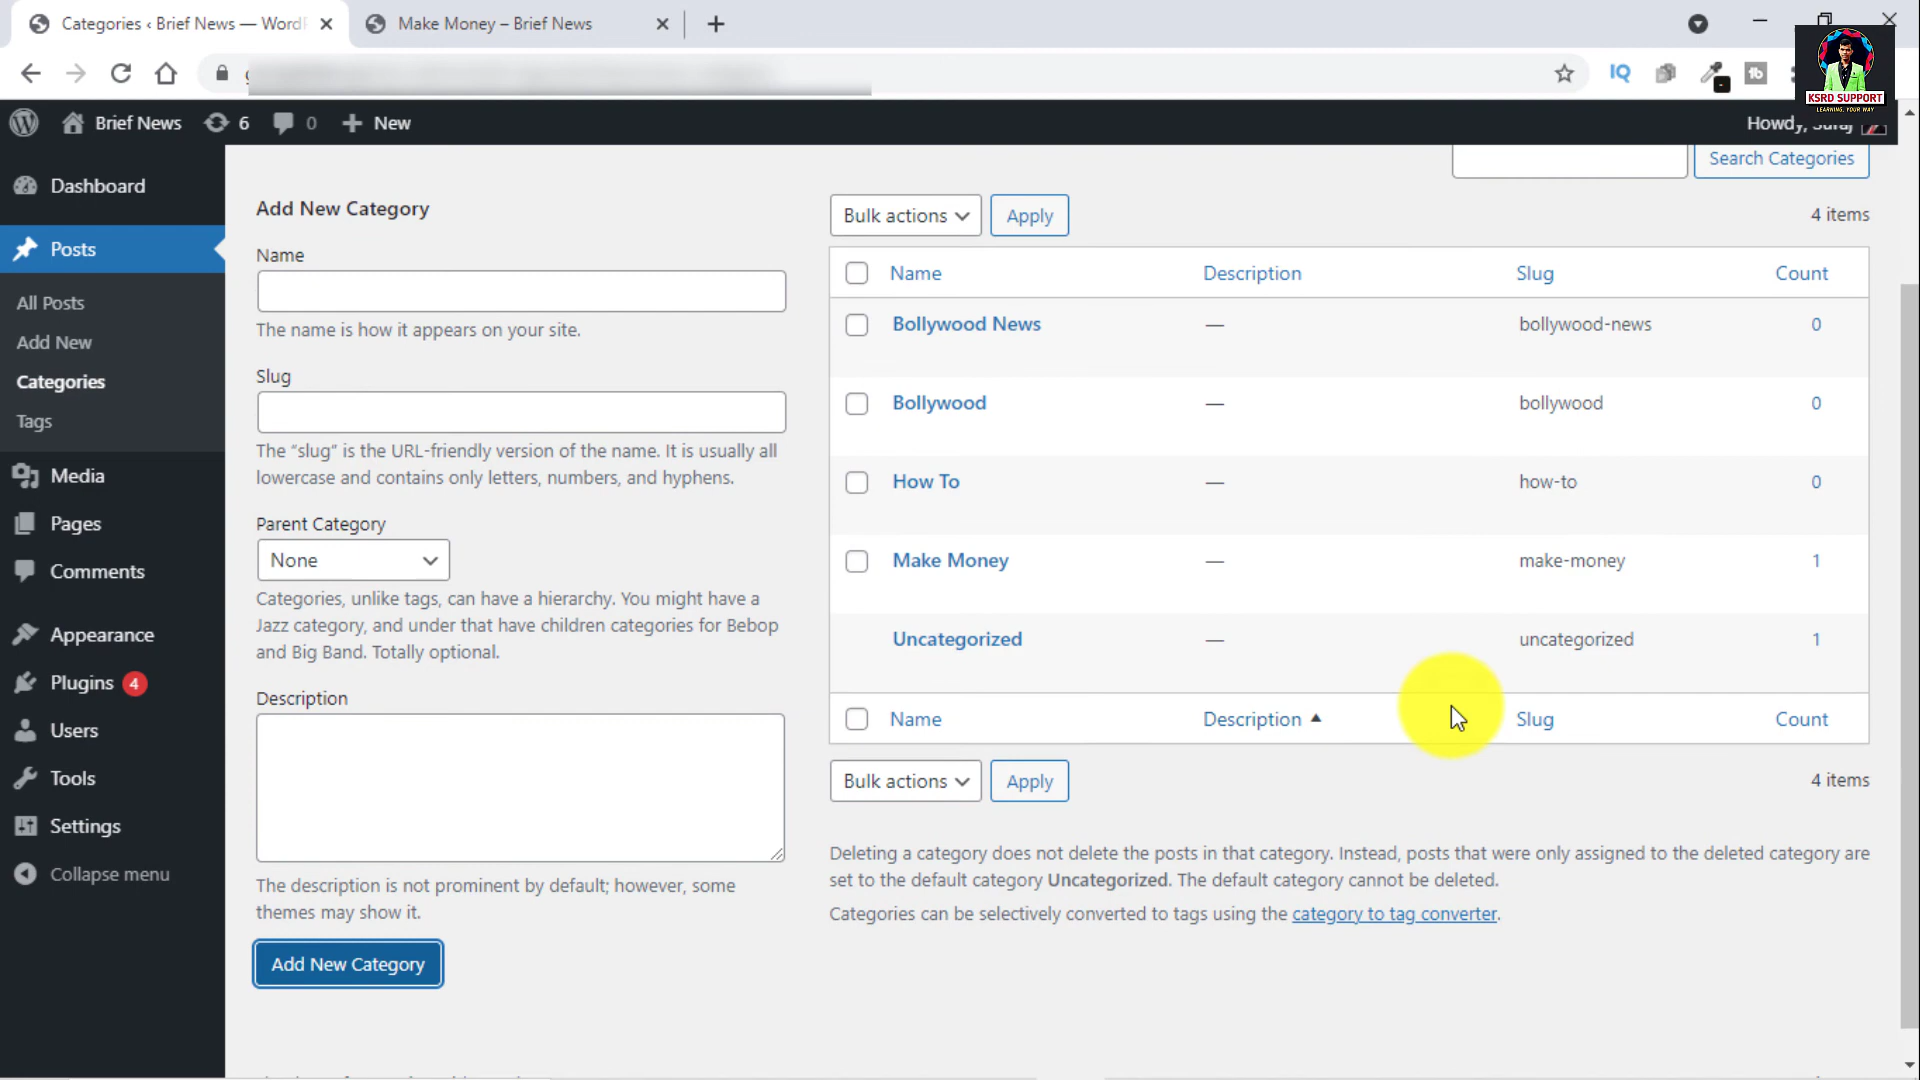 Categories ‹ Brief News — WordP
Make Money – Brief News
IQ
KSRD SUPPORT
LEARNING, YOUR WAY
Brief News
6
0
New
Howdy, Suraj
Dashboard
Posts
All Posts
Add New
Categories
Tags
Media
Pages
Comments
Appearance
Plugins 4
Users
Tools
Settings
Collapse menu
Search Categories
Add New Category
Name
The name is how it appears on your site.
Slug
The “slug” is the URL-friendly version of the name. It is usually all
lowercase and contains only letters, numbers, and hyphens.
Parent Category
None
Categories, unlike tags, can have a hierarchy. You might have a
Jazz category, and under that have children categories for Bebop
and Big Band. Totally optional.
Description
The description is not prominent by default; however, some
themes may show it.
Add New Category
Bulk actions Apply 4 items
Name Description Slug Count
Bollywood News — bollywood-news 0
Bollywood — bollywood 0
How To — how-to 0
Make Money — make-money 1
Uncategorized — uncategorized 1
Name Description Slug Count
Bulk actions Apply 4 items
Deleting a category does not delete the posts in that category. Instead, posts that were only assigned to the deleted category are
set to the default category Uncategorized. The default category cannot be deleted.
Categories can be selectively converted to tags using the category to tag converter.